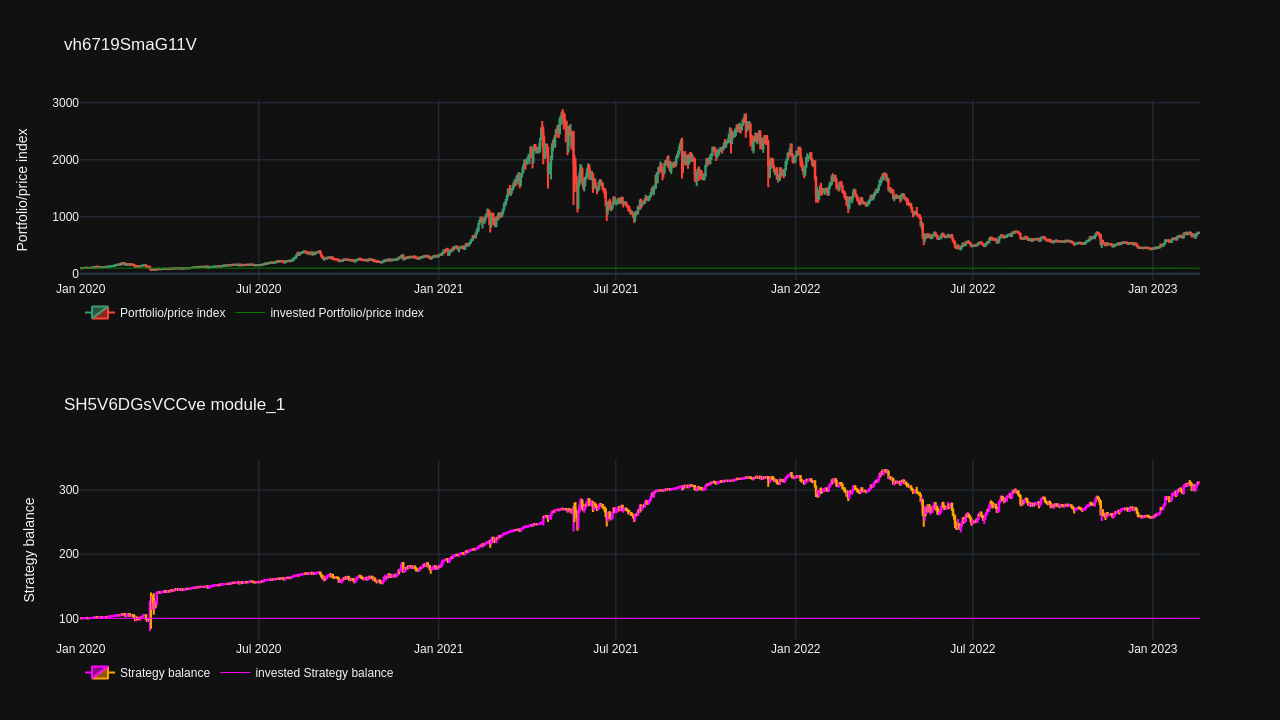 vh6719SmaG11V
Portfolio/price index
3000
2000
1000
0
Jan 2020 Jul 2020 Jan 2021 Jul 2021 Jan 2022 Jul 2022 Jan 2023
Portfolio/price index invested Portfolio/price index
SH5V6DGsVCCve module_1
Strategy balance
300
200
100
Jan 2020 Jul 2020 Jan 2021 Jul 2021 Jan 2022 Jul 2022 Jan 2023
Strategy balance invested Strategy balance